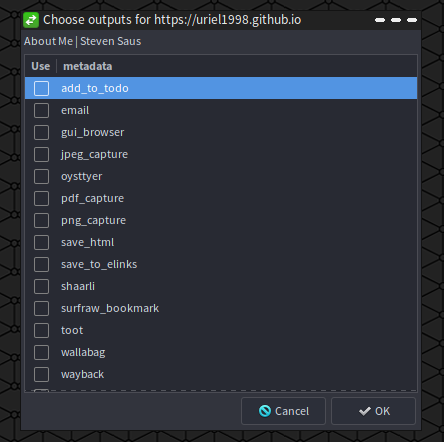 Choose outputs for https://uriel1998.github.io
About Me | Steven Saus
Use metadata
add_to_todo
email
gui_browser
jpeg_capture
oysttyer
pdf_capture
png_capture
save_html
save_to_elinks
shaarli
surfraw_bookmark
toot
wallabag
wayback
Cancel OK